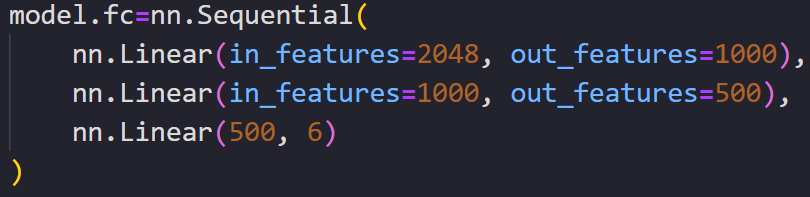 model.fc=nn.Sequential(
    nn.Linear(in_features=2048, out_features=1000),
    nn.Linear(in_features=1000, out_features=500),
    nn.Linear(500, 6)
)